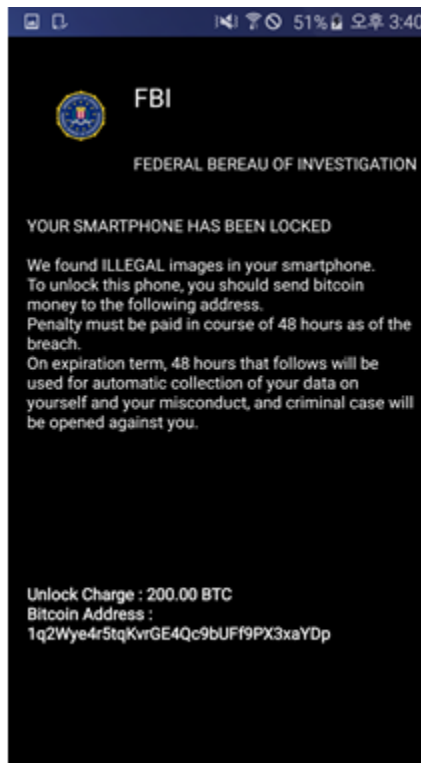 51% 오후 3:40
FBI
FEDERAL BEREAU OF INVESTIGATION
YOUR SMARTPHONE HAS BEEN LOCKED
We found ILLEGAL images in your smartphone.
To unlock this phone, you should send bitcoin
money to the following address.
Penalty must be paid in course of 48 hours as of the
breach.
On expiration term, 48 hours that follows will be
used for automatic collection of your data on
yourself and your misconduct, and criminal case will
be opened against you.
Unlock Charge : 200.00 BTC
Bitcoin Address :
1q2Wye4r5tqKvrGE4Qc9bUFf9PX3xaYDp